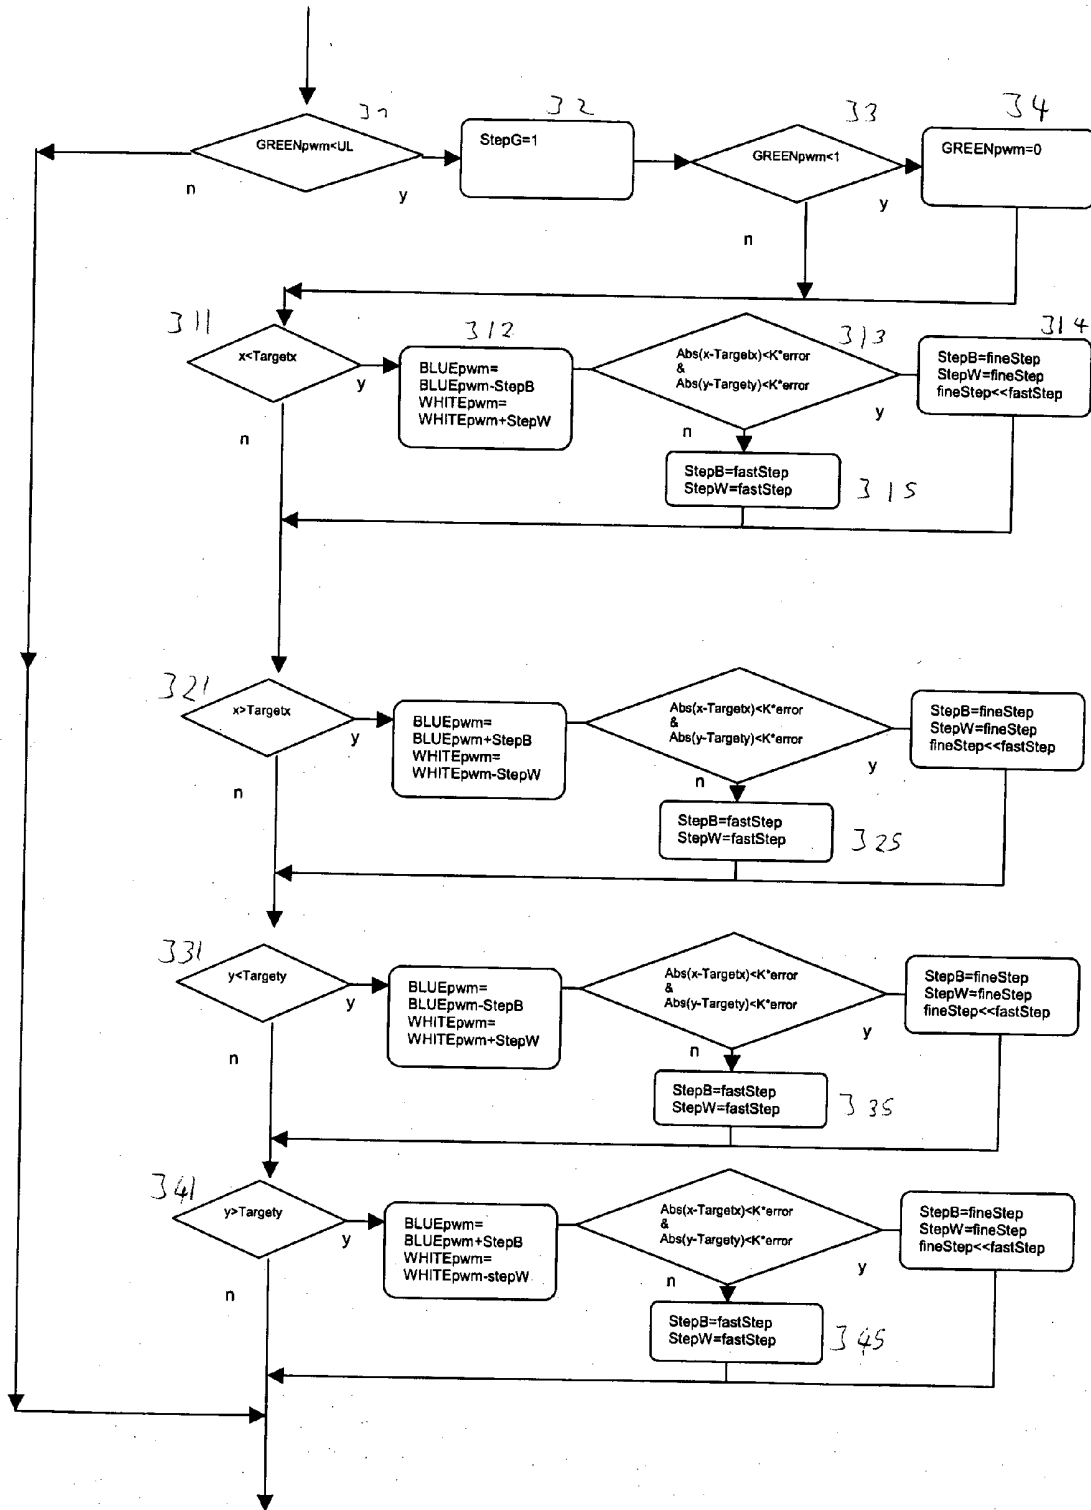 31
32
33
34
GREENpwm<UL
StepG=1
GREENpwm<1
GREENpwm=0
n
y
y
n
311
312
313
314
x<Targetx
y
BLUEpwm=
BLUEpwm-StepB
WHITEpwm=
WHITEpwm+StepW
Abs(x-Targetx)<K*error
&
Abs(y-Targety)<K*error
y
StepB=fineStep
StepW=fineStep
fineStep<<fastStep
n
n
StepB=fastStep
StepW=fastStep
315
321
x>Targetx
y
BLUEpwm=
BLUEpwm+StepB
WHITEpwm=
WHITEpwm-StepW
Abs(x-Targetx)<K*error
&
Abs(y-Targety)<K*error
y
StepB=fineStep
StepW=fineStep
fineStep<<fastStep
n
n
StepB=fastStep
StepW=fastStep
325
331
y<Targety
y
BLUEpwm=
BLUEpwm-StepB
WHITEpwm=
WHITEpwm+StepW
Abs(x-Targetx)<K*error
&
Abs(y-Targety)<K*error
y
StepB=fineStep
StepW=fineStep
fineStep<<fastStep
n
n
StepB=fastStep
StepW=fastStep
335
341
y>Targety
y
BLUEpwm=
BLUEpwm+StepB
WHITEpwm=
WHITEpwm-stepW
Abs(x-Targetx)<K*error
&
Abs(y-Targety)<K*error
y
StepB=fineStep
StepW=fineStep
fineStep<<fastStep
n
n
StepB=fastStep
StepW=fastStep
345